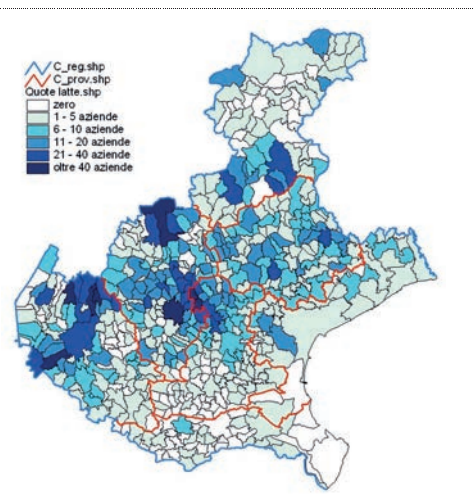 C_reg.shp
C_prov.shp
Quote latte.shp
zero
1 - 5 aziende
6 - 10 aziende
11 - 20 aziende
21 - 40 aziende
oltre 40 aziende